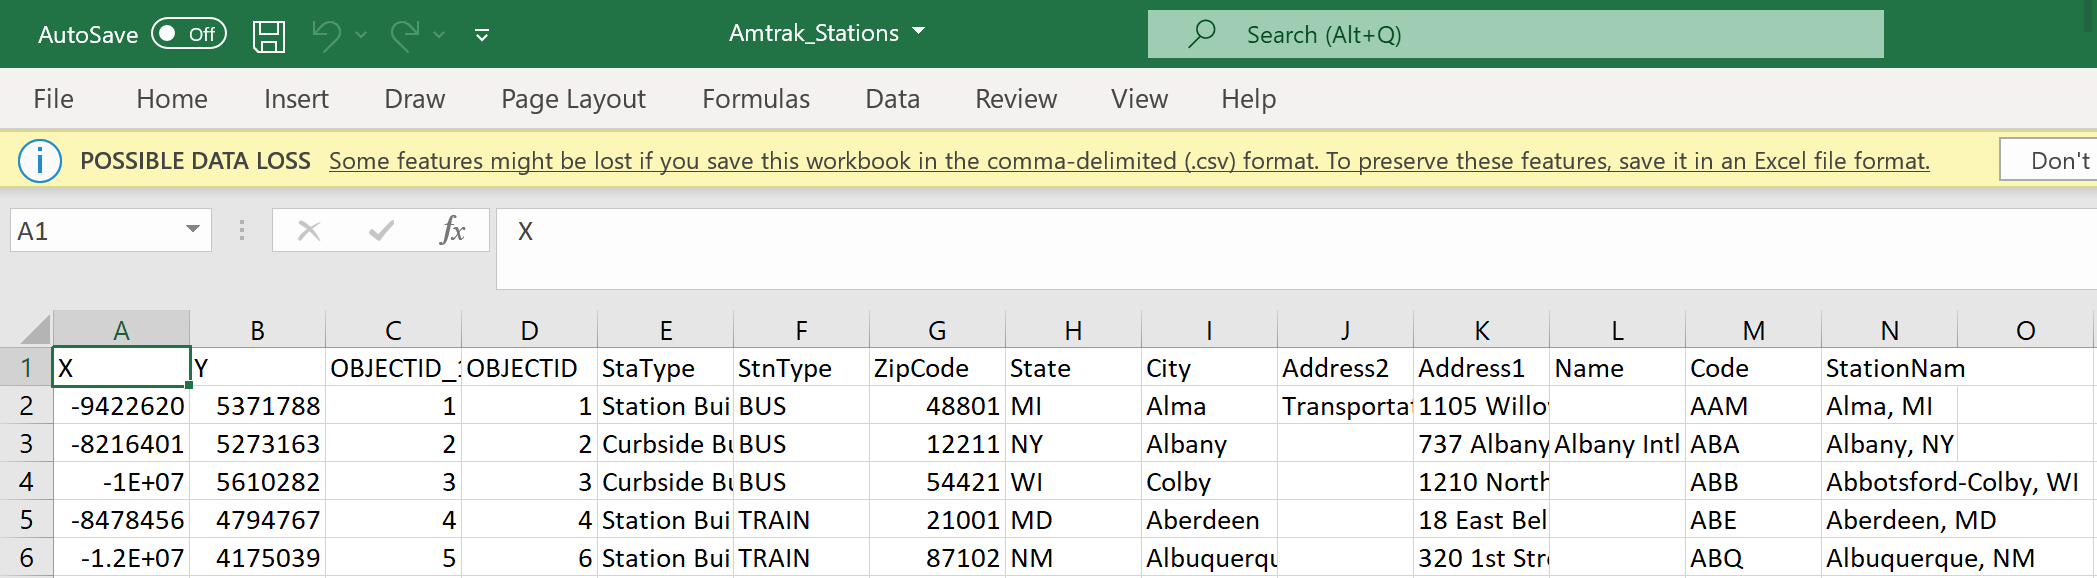 AutoSave Off Amtrak_Stations Search (Alt+Q)
File Home Insert Draw Page Layout Formulas Data Review View Help
POSSIBLE DATA LOSS Some features might be lost if you save this workbook in the comma-delimited (.csv) format. To preserve these features, save it in an Excel file format. Don't
A1 fx X
A B C D E F G H I J K L M N O
1 X Y OBJECTID_1 OBJECTID StaType StnType ZipCode State City Address2 Address1 Name Code StationNam
2 -9422620 5371788 1 1 Station Bui BUS 48801 MI Alma Transportat 1105 Willo AAM Alma, MI
3 -8216401 5273163 2 2 Curbside Bu BUS 12211 NY Albany 737 Albany Albany Intl ABA Albany, NY
4 -1E+07 5610282 3 3 Curbside Bu BUS 54421 WI Colby 1210 North ABB Abbotsford-Colby, WI
5 -8478456 4794767 4 4 Station Bui TRAIN 21001 MD Aberdeen 18 East Bel ABE Aberdeen, MD
6 -1.2E+07 4175039 5 6 Station Bui TRAIN 87102 NM Albuquerqu 320 1st Stre ABQ Albuquerque, NM